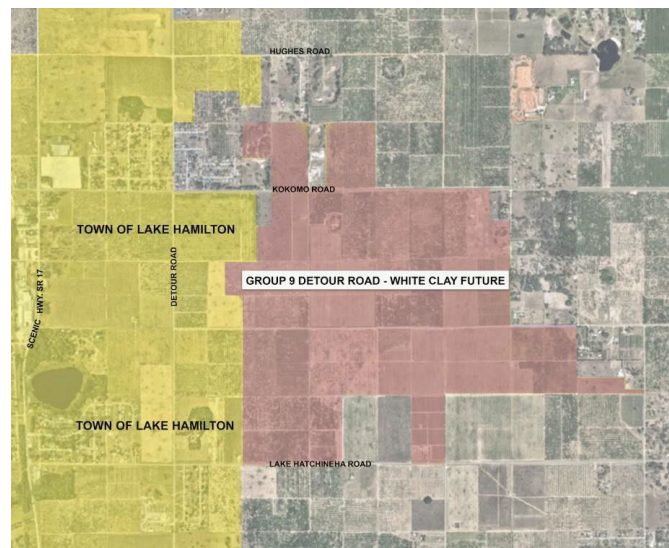 HUGHES ROAD
KOKOMO ROAD
TOWN OF LAKE HAMILTON
DETOUR ROAD
GROUP 9 DETOUR ROAD - WHITE CLAY FUTURE
SCENIC HWY. SR 17
TOWN OF LAKE HAMILTON
LAKE HATCHINEHA ROAD